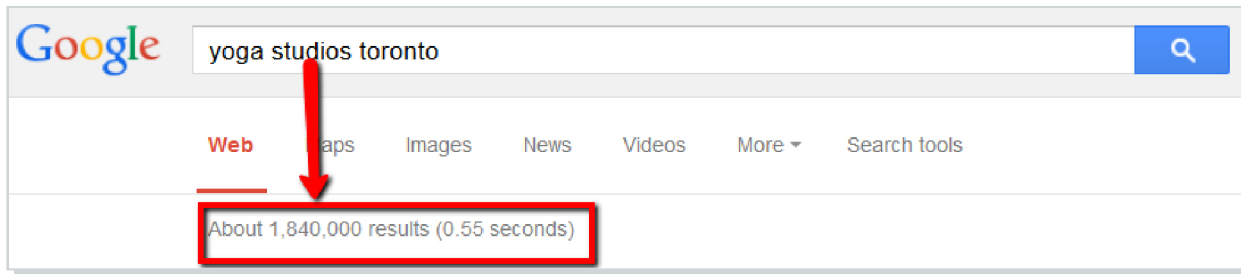 Google yoga studios toronto
Web Maps Images News Videos More Search tools
About 1,840,000 results (0.55 seconds)